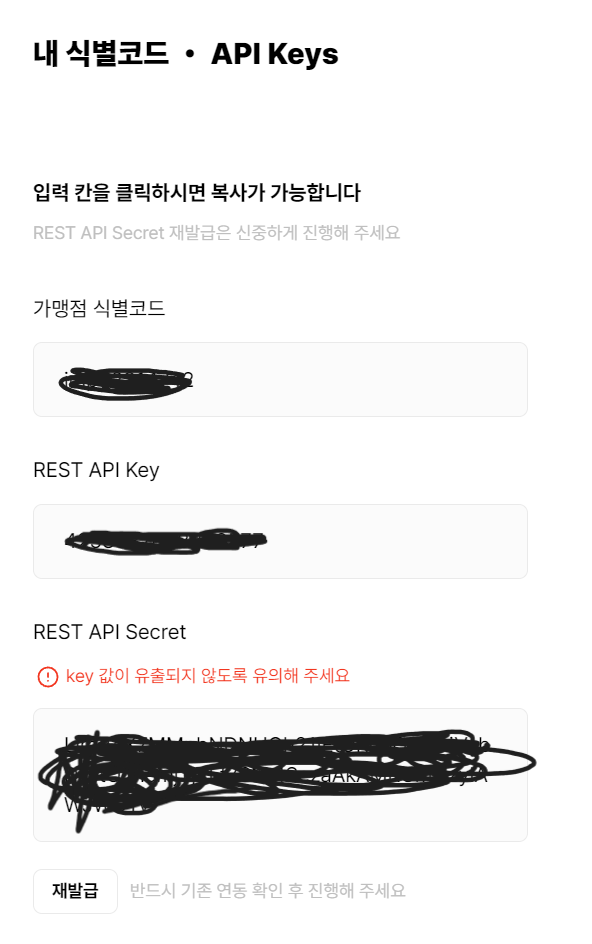 내 식별코드 · API Keys
입력 칸을 클릭하시면 복사가 가능합니다
REST API Secret 재발급은 신중하게 진행해 주세요
가맹점 식별코드
REST API Key
REST API Secret
key 값이 유출되지 않도록 유의해 주세요
재발급 반드시 기존 연동 확인 후 진행해 주세요